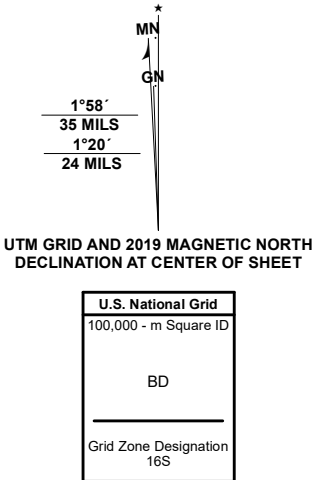 ★
MN
GN
1°58´
35 MILS
1°20´
24 MILS
UTM GRID AND 2019 MAGNETIC NORTH
DECLINATION AT CENTER OF SHEET
U.S. National Grid
100,000 - m Square ID
BD
Grid Zone Designation
16S